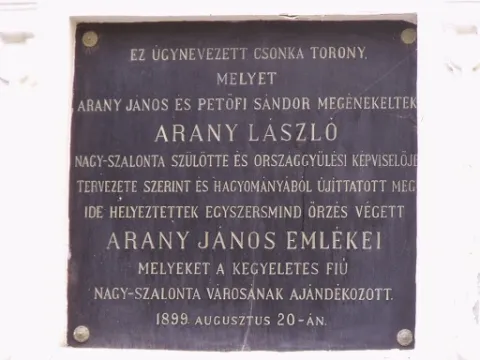 EZ ÚGYNEVEZETT CSONKA TORONY.
MELYET
ARANY JÁNOS ÉS PETŐFI SÁNDOR MEGÉNEKELTEK
ARANY LÁSZLÓ
NAGY-SZALONTA SZÜLÖTTE ÉS ORSZÁGGYÜLÉSI KÉPVISELŐJE
TERVEZETE SZERINT ÉS HAGYOMÁNYÁBÓL ÚJÍTTATOTT MEG
IDE HELYEZTETTEK EGYSZERSMIND ŐRZÉS VÉGETT
ARANY JÁNOS EMLÉKEI
MELYEKET A KEGYELETES FIÚ
NAGY-SZALONTA VÁROSÁNAK AJÁNDÉKOZOTT.
1899. AUGUSZTUS 20-ÁN.